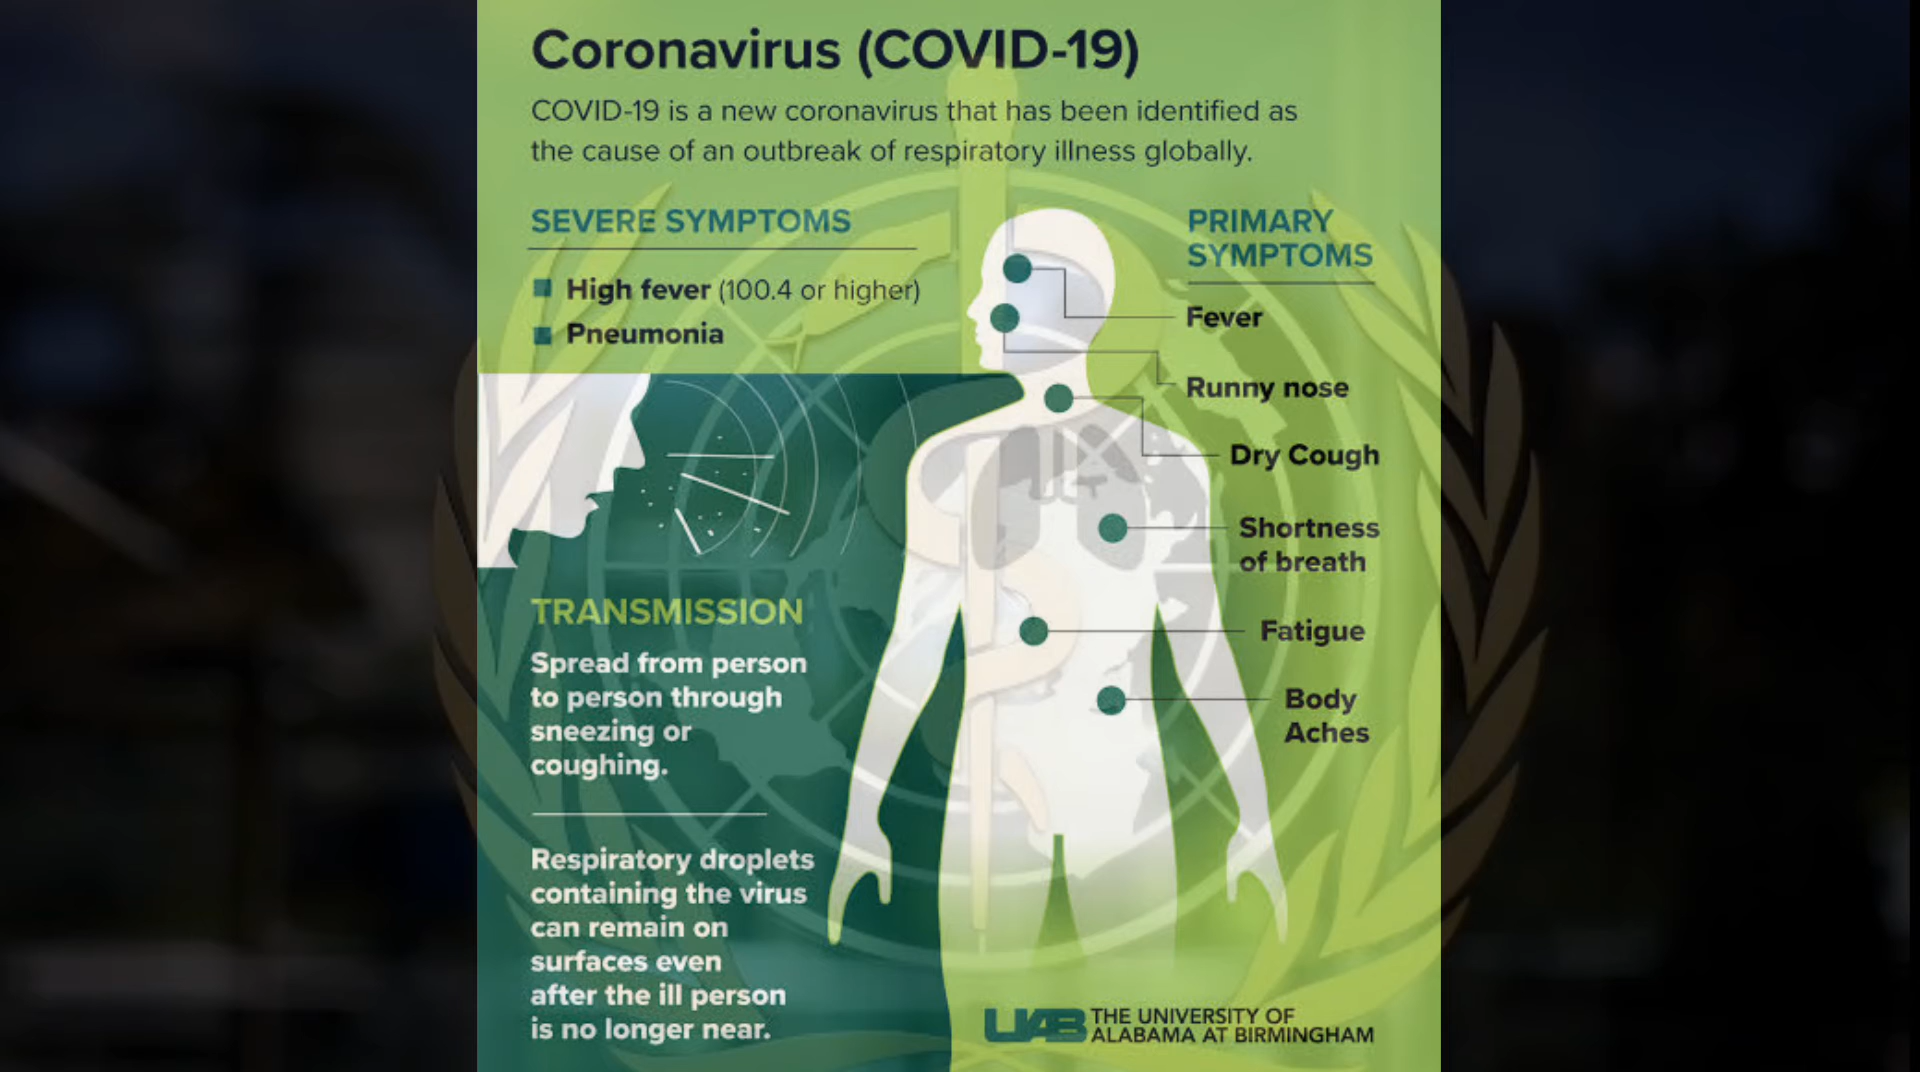 Coronavirus (COVID-19)
COVID-19 is a new coronavirus that has been identified as
the cause of an outbreak of respiratory illness globally.
SEVERE SYMPTOMS
High fever (100.4 or higher)
Pneumonia
PRIMARY
SYMPTOMS
Fever
Runny nose
Dry Cough
Shortness
of breath
Fatigue
Body
Aches
TRANSMISSION
Spread from person
to person through
sneezing or
coughing.
Respiratory droplets
containing the virus
can remain on
surfaces even
after the ill person
is no longer near.
UAB THE UNIVERSITY OF
ALABAMA AT BIRMINGHAM